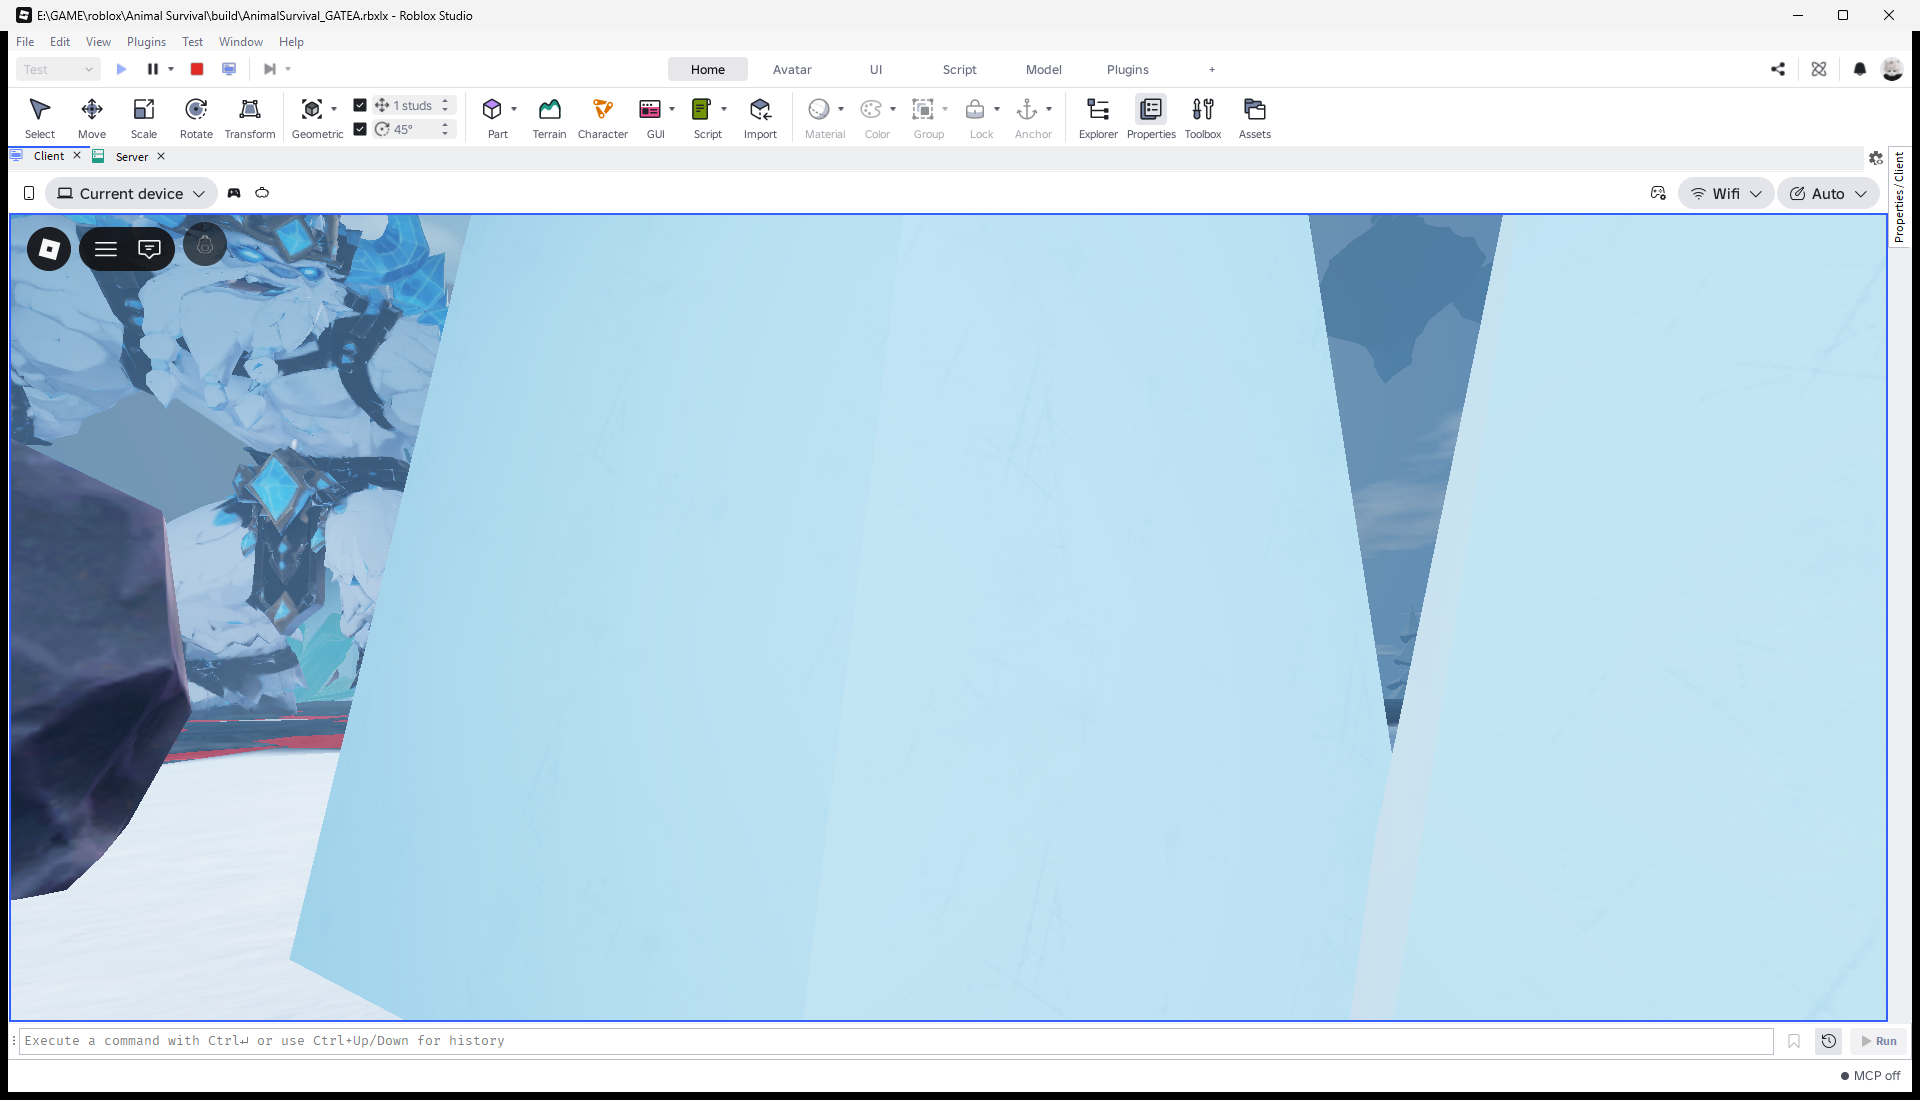 E:\GAME\roblox\Animal Survival\build\AnimalSurvival_GATEA.rbxlx - Roblox Studio
File Edit View Plugins Test Window Help
Test Home Avatar UI Script Model Plugins +
1 studs
45°
Select Move Scale Rotate Transform Geometric Part Terrain Character GUI Script Import Material Color Group Lock Anchor Explorer Properties Toolbox Assets
Client Server
Properties / Client
Current device Wifi Auto
Execute a command with Ctrl↵ or use Ctrl+Up/Down for history
Run
MCP off